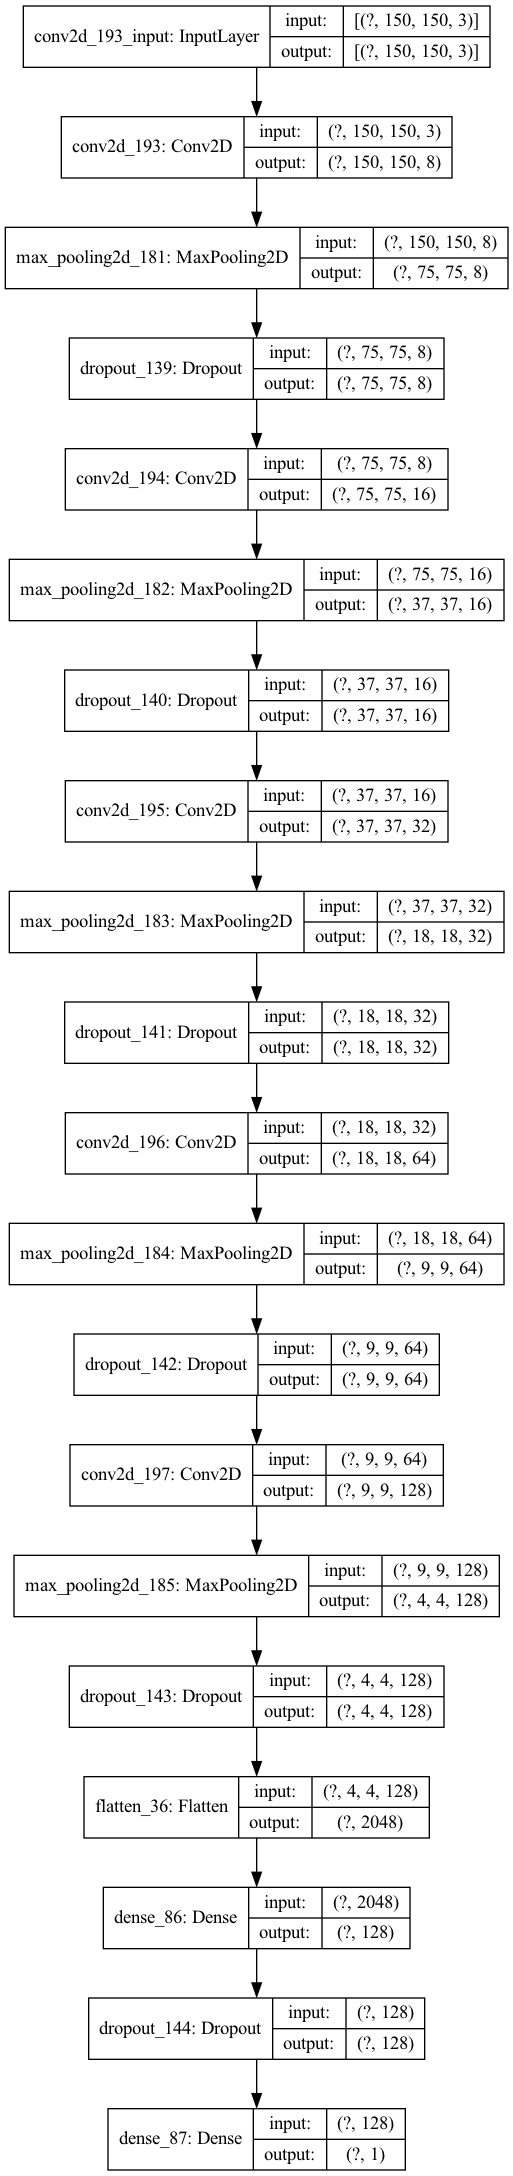 conv2d_193_input: InputLayer
input: [(?, 150, 150, 3)]
output: [(?, 150, 150, 3)]
conv2d_193: Conv2D
input: (?, 150, 150, 3)
output: (?, 150, 150, 8)
max_pooling2d_181: MaxPooling2D
input: (?, 150, 150, 8)
output: (?, 75, 75, 8)
dropout_139: Dropout
input: (?, 75, 75, 8)
output: (?, 75, 75, 8)
conv2d_194: Conv2D
input: (?, 75, 75, 8)
output: (?, 75, 75, 16)
max_pooling2d_182: MaxPooling2D
input: (?, 75, 75, 16)
output: (?, 37, 37, 16)
dropout_140: Dropout
input: (?, 37, 37, 16)
output: (?, 37, 37, 16)
conv2d_195: Conv2D
input: (?, 37, 37, 16)
output: (?, 37, 37, 32)
max_pooling2d_183: MaxPooling2D
input: (?, 37, 37, 32)
output: (?, 18, 18, 32)
dropout_141: Dropout
input: (?, 18, 18, 32)
output: (?, 18, 18, 32)
conv2d_196: Conv2D
input: (?, 18, 18, 32)
output: (?, 18, 18, 64)
max_pooling2d_184: MaxPooling2D
input: (?, 18, 18, 64)
output: (?, 9, 9, 64)
dropout_142: Dropout
input: (?, 9, 9, 64)
output: (?, 9, 9, 64)
conv2d_197: Conv2D
input: (?, 9, 9, 64)
output: (?, 9, 9, 128)
max_pooling2d_185: MaxPooling2D
input: (?, 9, 9, 128)
output: (?, 4, 4, 128)
dropout_143: Dropout
input: (?, 4, 4, 128)
output: (?, 4, 4, 128)
flatten_36: Flatten
input: (?, 4, 4, 128)
output: (?, 2048)
dense_86: Dense
input: (?, 2048)
output: (?, 128)
dropout_144: Dropout
input: (?, 128)
output: (?, 128)
dense_87: Dense
input: (?, 128)
output: (?, 1)